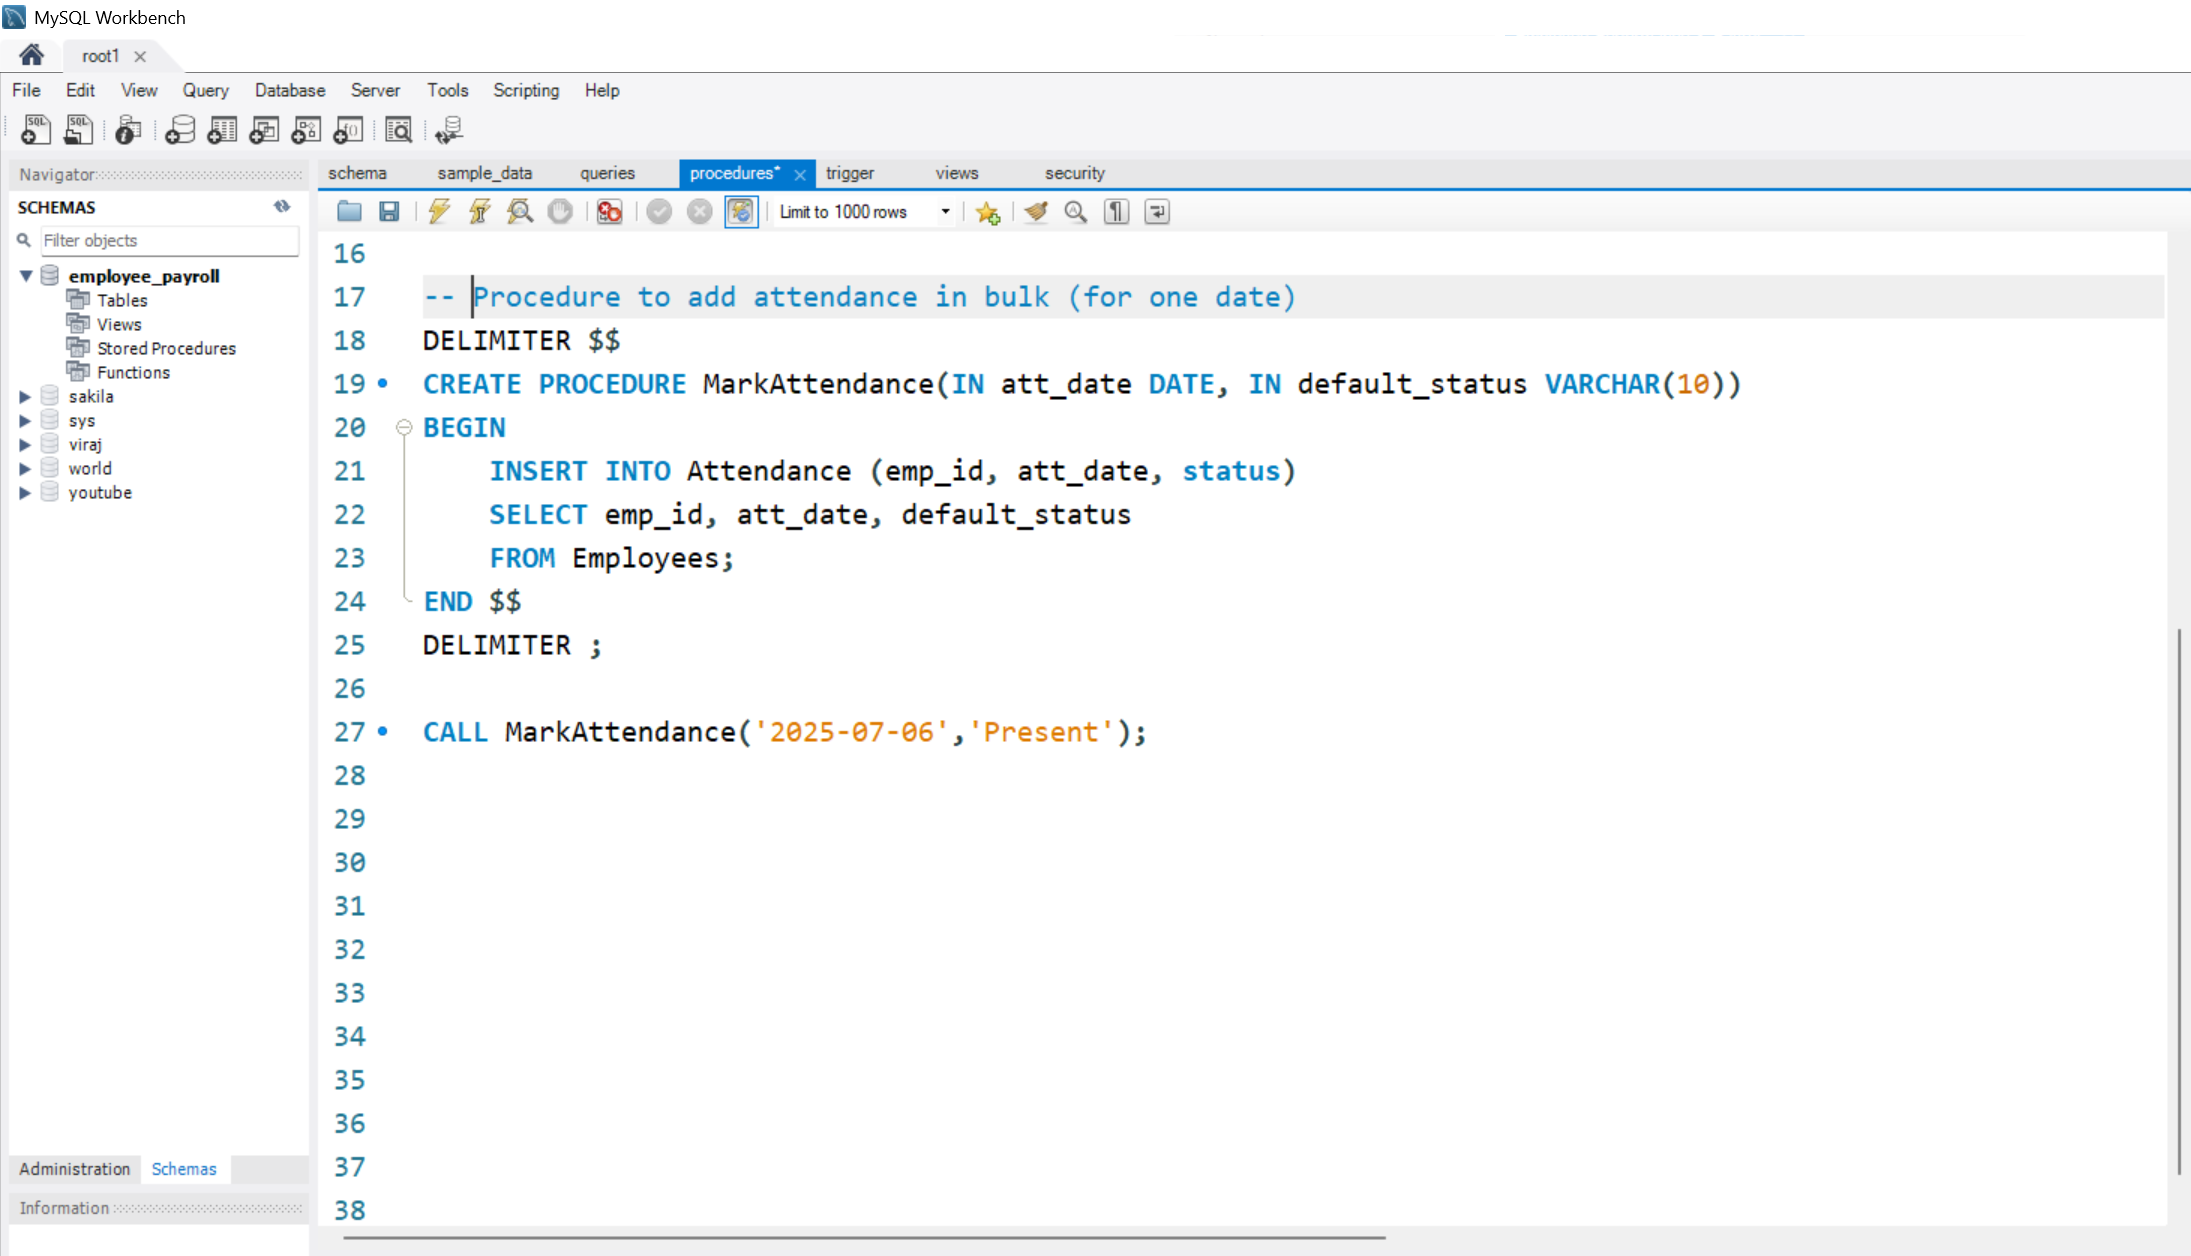 MySQL Workbench
root1
File Edit View Query Database Server Tools Scripting Help
Navigator
SCHEMAS
Filter objects
employee_payroll
Tables
Views
Stored Procedures
Functions
sakila
sys
viraj
world
youtube
Administration Schemas
Information
schema sample_data queries procedures* trigger views security
Limit to 1000 rows
16
17 -- Procedure to add attendance in bulk (for one date)
18 DELIMITER $$
19 CREATE PROCEDURE MarkAttendance(IN att_date DATE, IN default_status VARCHAR(10))
20 BEGIN
21 INSERT INTO Attendance (emp_id, att_date, status)
22 SELECT emp_id, att_date, default_status
23 FROM Employees;
24 END $$
25 DELIMITER ;
26
27 CALL MarkAttendance('2025-07-06','Present');
28
29
30
31
32
33
34
35
36
37
38